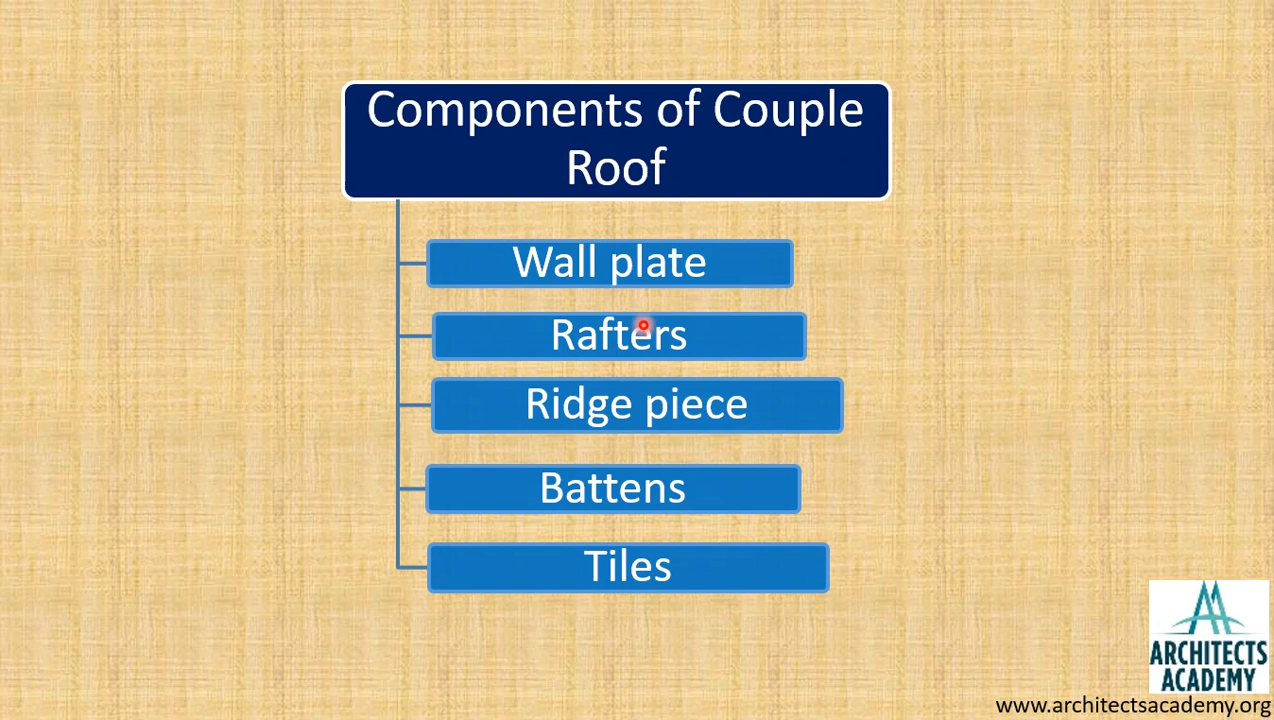 Components of Couple
Roof
Wall plate
Rafters
Ridge piece
Battens
Tiles
ARCHITECTS
ACADEMY
www.architectsacademy.org